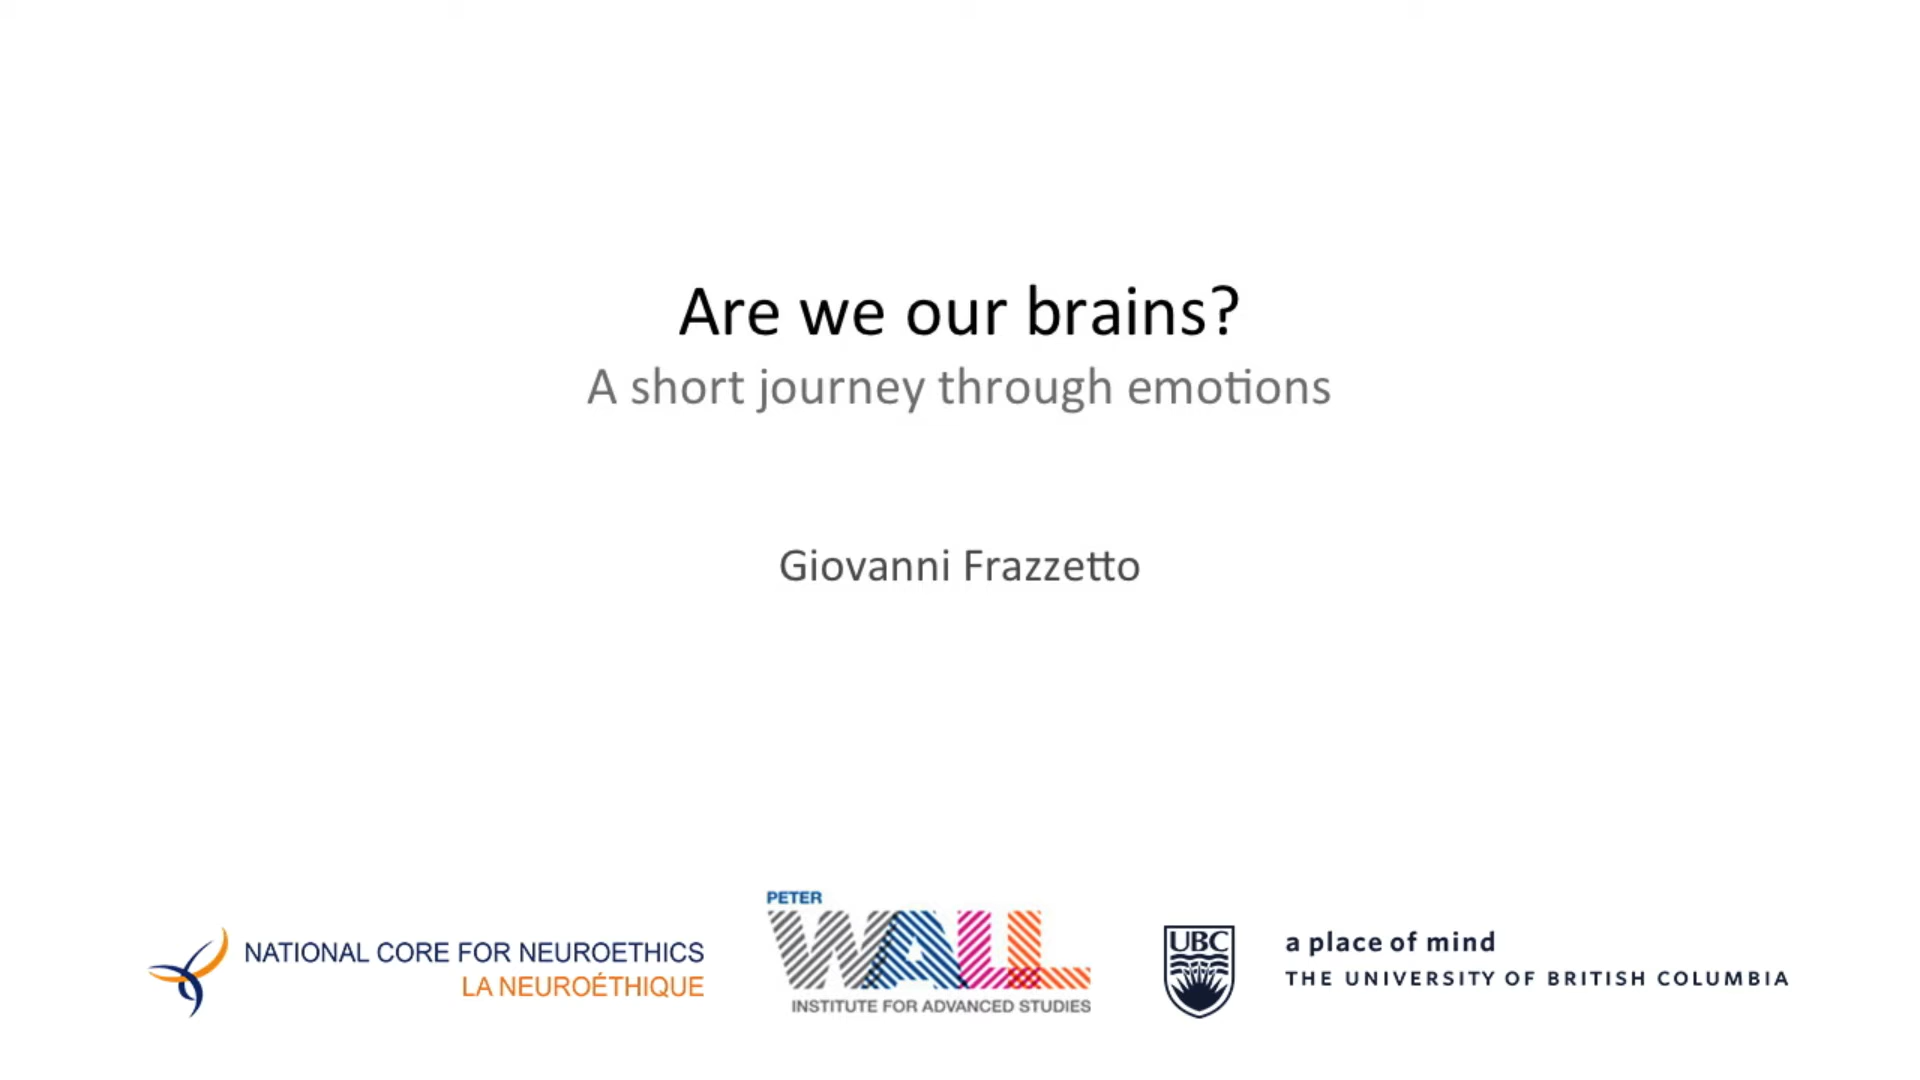 Are we our brains?
A short journey through emotions
Giovanni Frazzetto
NATIONAL CORE FOR NEUROETHICS
LA NEUROÉTHIQUE
PETER
WALL
INSTITUTE FOR ADVANCED STUDIES
UBC
a place of mind
THE UNIVERSITY OF BRITISH COLUMBIA